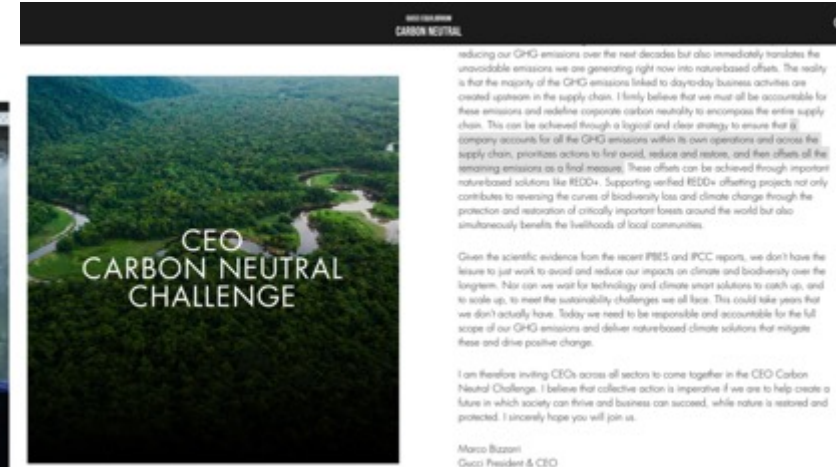 GUCCI EQUILIBRIUM
CARBON NEUTRAL
CEO
CARBON NEUTRAL
CHALLENGE
reducing our GHG emissions over the next decades but also immediately translates the
unavoidable emissions we are generating right now into nature-based offsets. The reality
is that the majority of the GHG emissions linked to day-to-day business activities are
created upstream in the supply chain. I firmly believe that we must all be accountable for
these emissions and redefine corporate carbon neutrality to encompass the entire supply
chain. This can be achieved through a logical and clear strategy to ensure that a
company accounts for all the GHG emissions within its own operations and across the
supply chain, prioritizes actions to first avoid, reduce and restore, and then offsets all the
remaining emissions as a final measure. These offsets can be achieved through important
nature-based solutions like REDD+. Supporting verified REDD+ offsetting projects not only
contributes to reversing the curves of biodiversity loss and climate change through the
protection and restoration of critically important forests around the world but also
simultaneously benefits the livelihoods of local communities.
Given the scientific evidence from the recent IPBES and IPCC reports, we don't have the
leisure to just work to avoid and reduce our impacts on climate and biodiversity over the
long-term. Nor can we wait for technology and climate smart solutions to catch up, and
to scale up, to meet the sustainability challenges we all face. This could take years that
we don't actually have. Today we need to be responsible and accountable for the full
scope of our GHG emissions and deliver nature-based climate solutions that mitigate
these and drive positive change.
I am therefore inviting CEOs across all sectors to come together in the CEO Carbon
Neutral Challenge. I believe that collective action is imperative if we are to help create a
future in which society can thrive and business can succeed, while nature is restored and
protected. I sincerely hope you will join us.
Marco Bizzarri
Gucci President & CEO